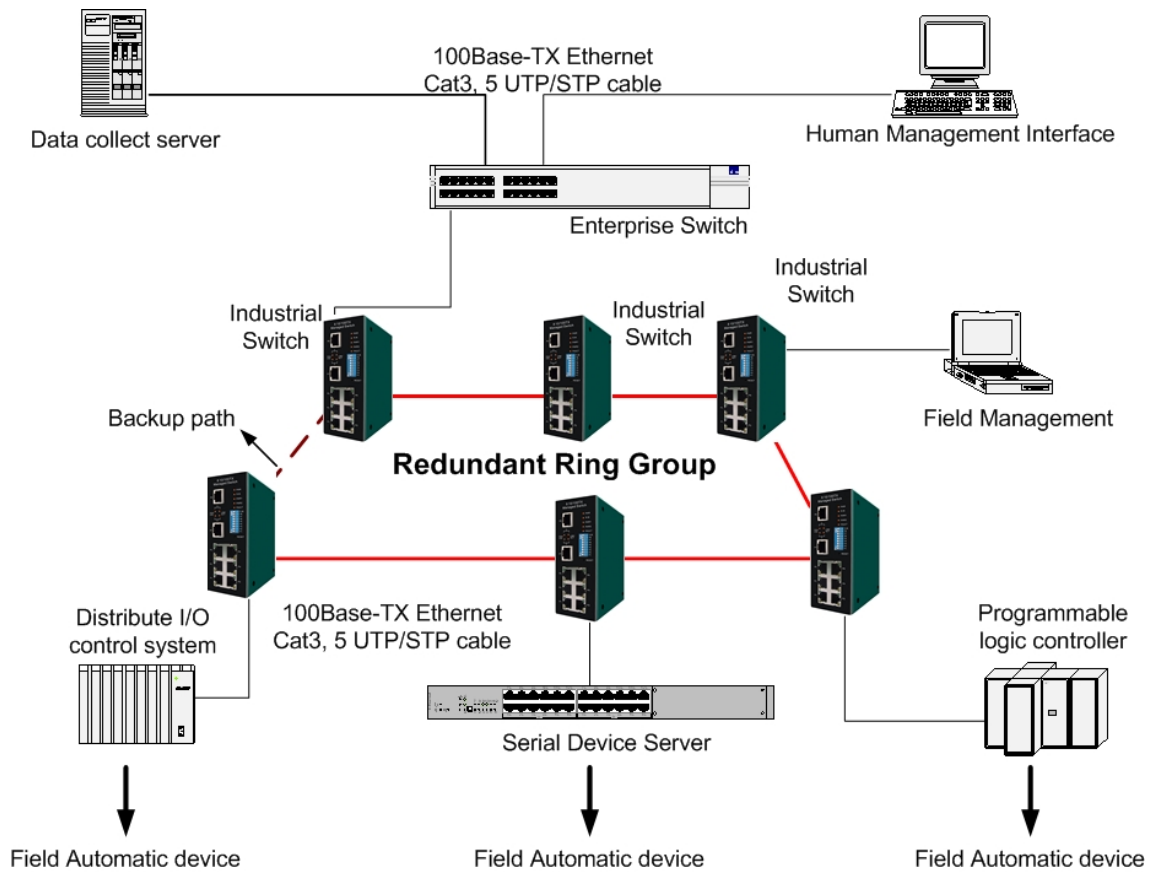 100Base-TX Ethernet
Cat3, 5 UTP/STP cable
Data collect server
Human Management Interface
Enterprise Switch
Industrial
Switch
Industrial
Switch
Industrial
Switch
Backup path
Field Management
Redundant Ring Group
100Base-TX Ethernet
Cat3, 5 UTP/STP cable
Distribute I/O
control system
Programmable
logic controller
Serial Device Server
Field Automatic device
Field Automatic device
Field Automatic device